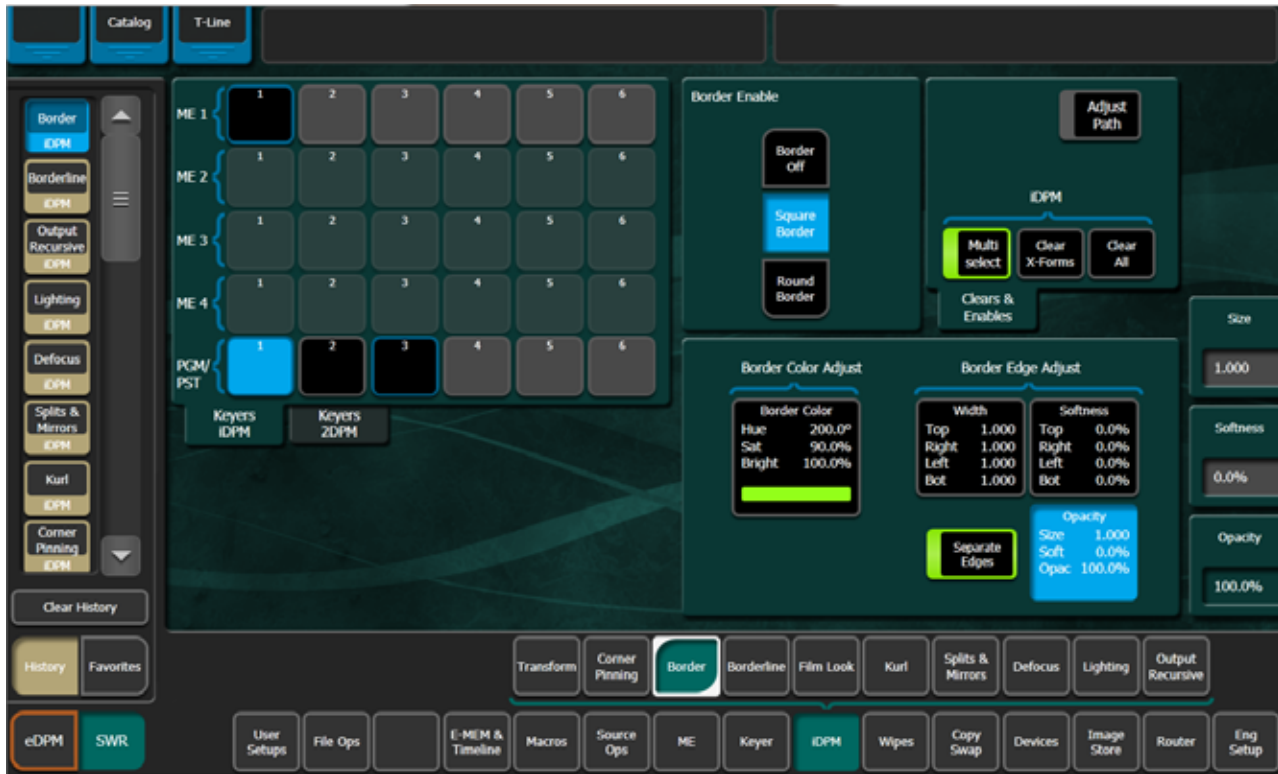 Catalog
T-Line
Border
iDPM
Borderline
iDPM
Output
Recursive
iDPM
Lighting
iDPM
Defocus
iDPM
Splits &
Mirrors
iDPM
Kurl
iDPM
Corner
Pinning
iDPM
Clear History
History
Favorites
eDPM
SWR
ME 1
1 2 3 4 5 6
ME 2
1 2 3 4 5 6
ME 3
1 2 3 4 5 6
ME 4
1 2 3 4 5 6
PGM/
PST
1 2 3 4 5 6
Keyers
iDPM
Keyers
2DPM
Border Enable
Border
Off
Square
Border
Round
Border
Adjust
Path
iDPM
Multi
select
Clear
X-Forms
Clear
All
Clears &
Enables
Border Color Adjust
Border Color
Hue 200.0º
Sat 90.0%
Bright 100.0%
Border Edge Adjust
Width
Top 1.000
Right 1.000
Left 1.000
Bot 1.000
Softness
Top 0.0%
Right 0.0%
Left 0.0%
Bot 0.0%
Separate
Edges
Opacity
Size 1.000
Soft 0.0%
Opac 100.0%
Size
1.000
Softness
0.0%
Opacity
100.0%
Transform
Corner
Pinning
Border
Borderline
Film Look
Kurl
Splits &
Mirrors
Defocus
Lighting
Output
Recursive
User
Setups
File Ops
E-MEM &
Timeline
Macros
Source
Ops
ME
Keyer
iDPM
Wipes
Copy
Swap
Devices
Image
Store
Router
Eng
Setup